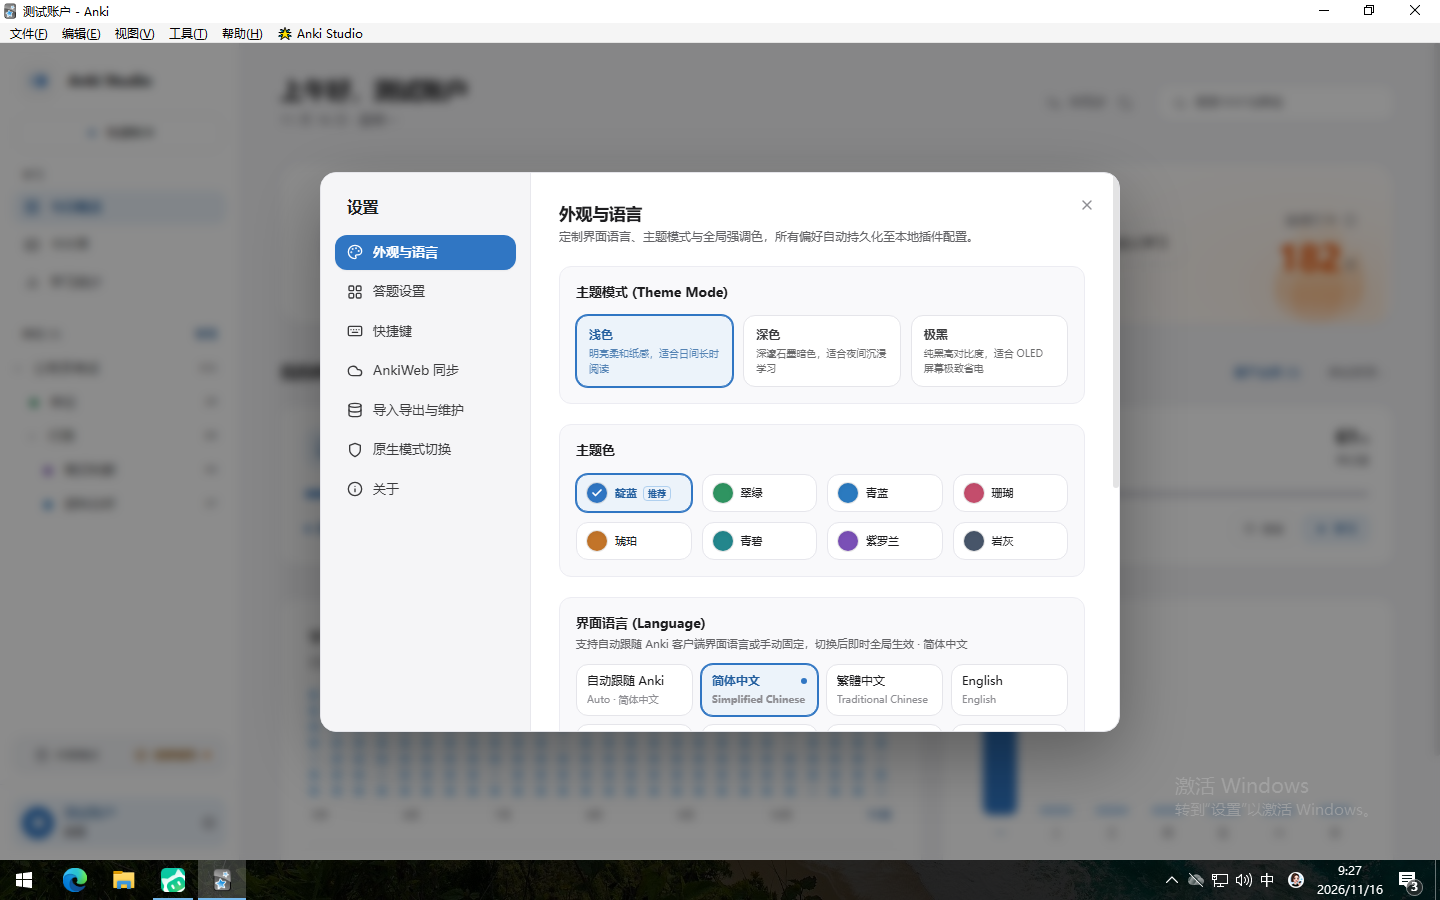 测试账户 - Anki
文件(F) 编辑(E) 视图(V) 工具(T) 帮助(H) Anki Studio
Anki Studio
上午好，测试账户
182
设置
外观与语言
答题设置
快捷键
AnkiWeb 同步
导入导出与维护
原生模式切换
关于
外观与语言
定制界面语言、主题模式与全局强调色，所有偏好自动持久化至本地插件配置。
主题模式 (Theme Mode)
浅色
明亮柔和纸感，适合日间长时
阅读
深色
深邃石墨暗色，适合夜间沉浸
学习
极黑
纯黑高对比度，适合 OLED
屏幕极致省电
主题色
靛蓝 推荐
翠绿
青蓝
珊瑚
琥珀
青碧
紫罗兰
岩灰
界面语言 (Language)
支持自动跟随 Anki 客户端界面语言或手动固定，切换后即时全局生效 · 简体中文
自动跟随 Anki
Auto · 简体中文
简体中文
Simplified Chinese
繁體中文
Traditional Chinese
English
English
激活 Windows
转到"设置"以激活 Windows。
中
9:27
2026/11/16
3